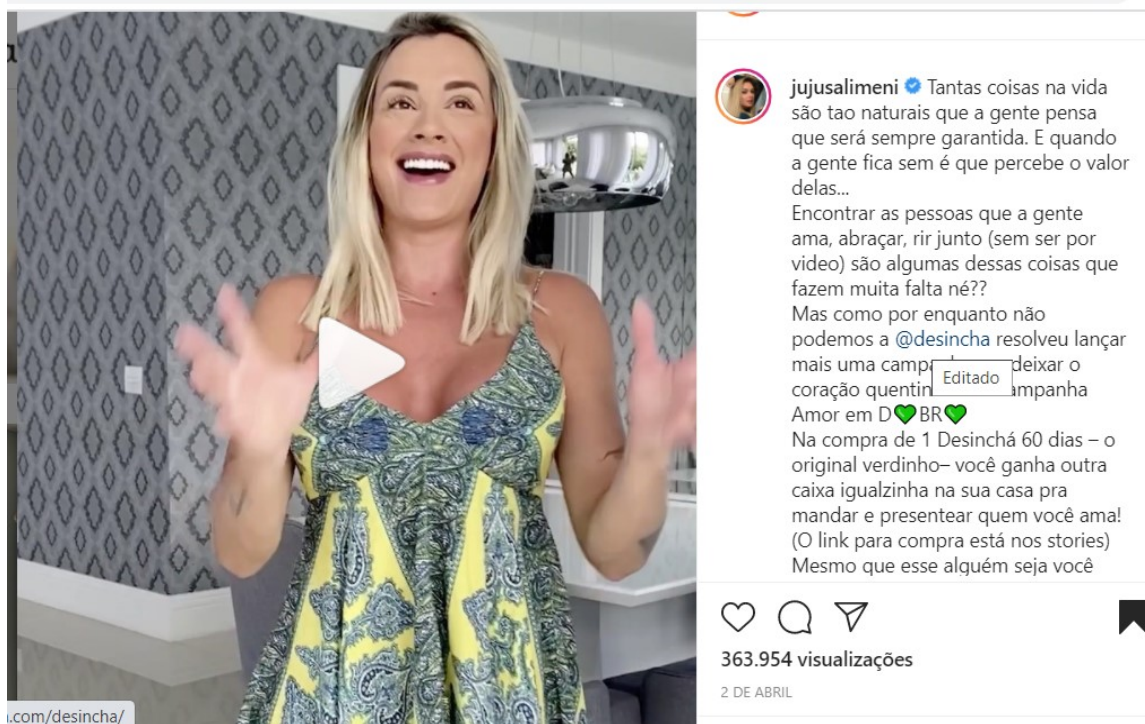 jujusalimeni Tantas coisas na vida
são tao naturais que a gente pensa
que será sempre garantida. E quando
a gente fica sem é que percebe o valor
delas...
Encontrar as pessoas que a gente
ama, abraçar, rir junto (sem ser por
video) são algumas dessas coisas que
fazem muita falta né??
Mas como por enquanto não
podemos a @desincha resolveu lançar
mais uma deixar o
Editado
coração
Amor em D💚BR💚
Na compra de 1 Desinchá 60 dias – o
original verdinho– você ganha outra
caixa igualzinha na sua casa pra
mandar e presentear quem você ama!
(O link para compra está nos stories)
Mesmo que esse alguém seja você
363.954 visualizações
2 DE ABRIL
.com/desincha/